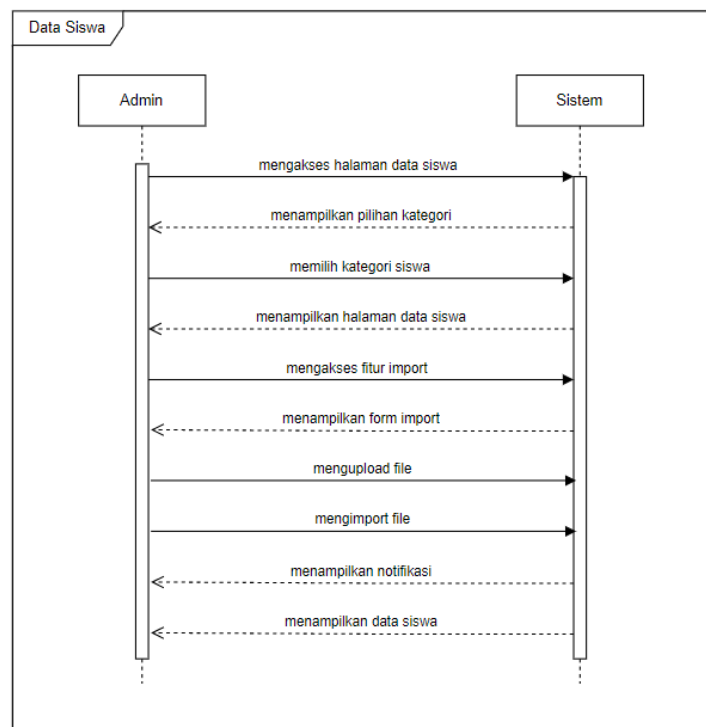 Data Siswa
Admin
Sistem
mengakses halaman data siswa
menampilkan pilihan kategori
memilih kategori siswa
menampilkan halaman data siswa
mengakses fitur import
menampilkan form import
mengupload file
mengimport file
menampilkan notifikasi
menampilkan data siswa